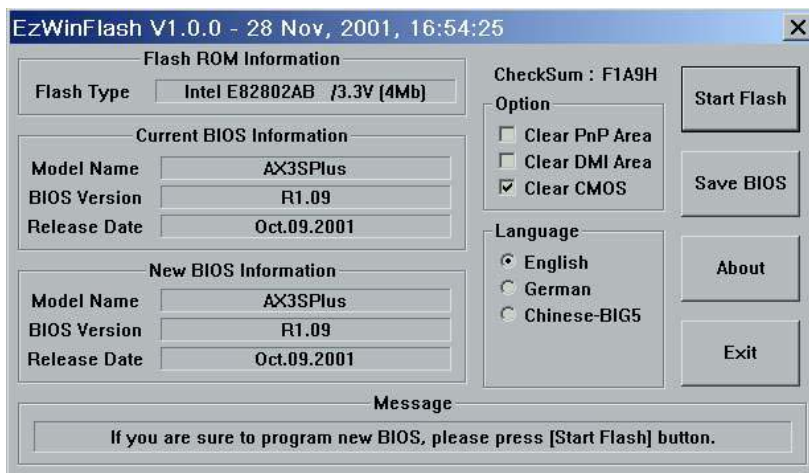 EzWinFlash V1.0.0 - 28 Nov, 2001, 16:54:25
Flash ROM Information
Flash Type Intel E82802AB /3.3V (4Mb)
Current BIOS Information
Model Name AX3SPlus
BIOS Version R1.09
Release Date Oct.09.2001
New BIOS Information
Model Name AX3SPlus
BIOS Version R1.09
Release Date Oct.09.2001
CheckSum : F1A9H
Option
Clear PnP Area
Clear DMI Area
Clear CMOS
Language
English
German
Chinese-BIG5
Start Flash
Save BIOS
About
Exit
Message
If you are sure to program new BIOS, please press [Start Flash] button.